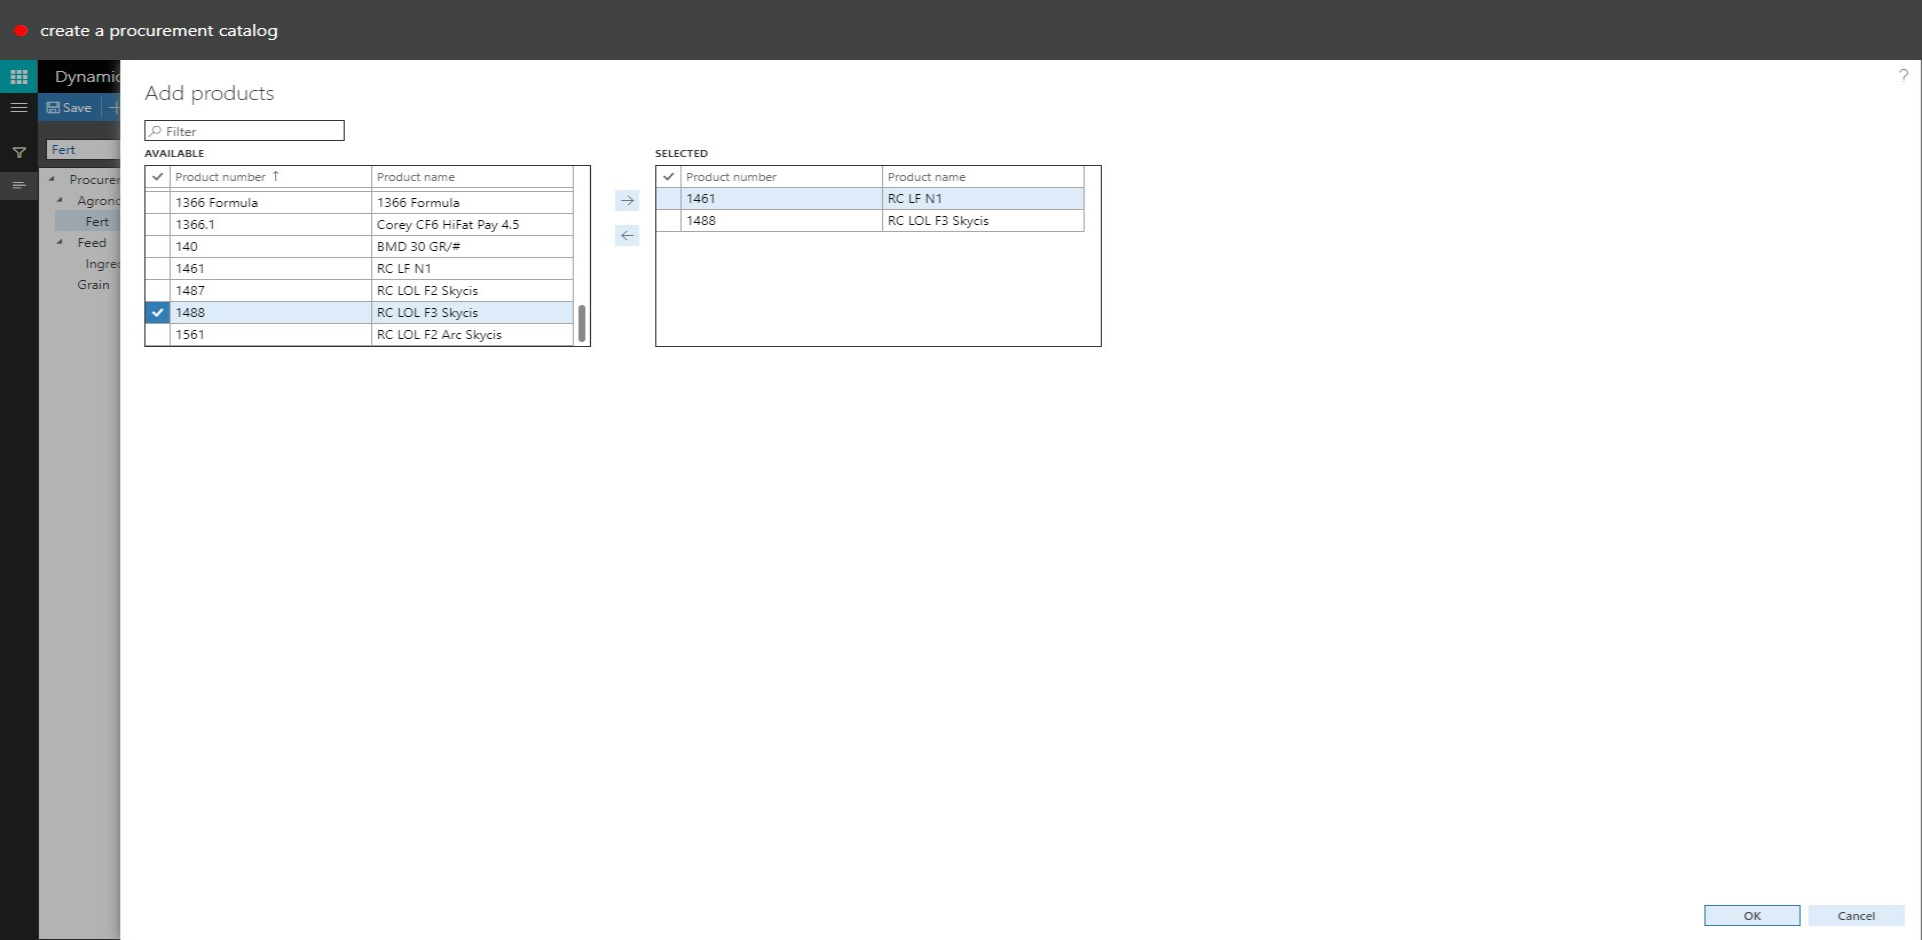 create a procurement catalog
Dynamic
Save
Fert
Procurer
Agrono
Fert
Feed
Ingred
Grain
?
Add products
Filter
AVAILABLE
Product number ↑ Product name
1366 Formula 1366 Formula
1366.1 Corey CF6 HiFat Pay 4.5
140 BMD 30 GR/#
1461 RC LF N1
1487 RC LOL F2 Skycis
1488 RC LOL F3 Skycis
1561 RC LOL F2 Arc Skycis
SELECTED
Product number Product name
1461 RC LF N1
1488 RC LOL F3 Skycis
OK Cancel